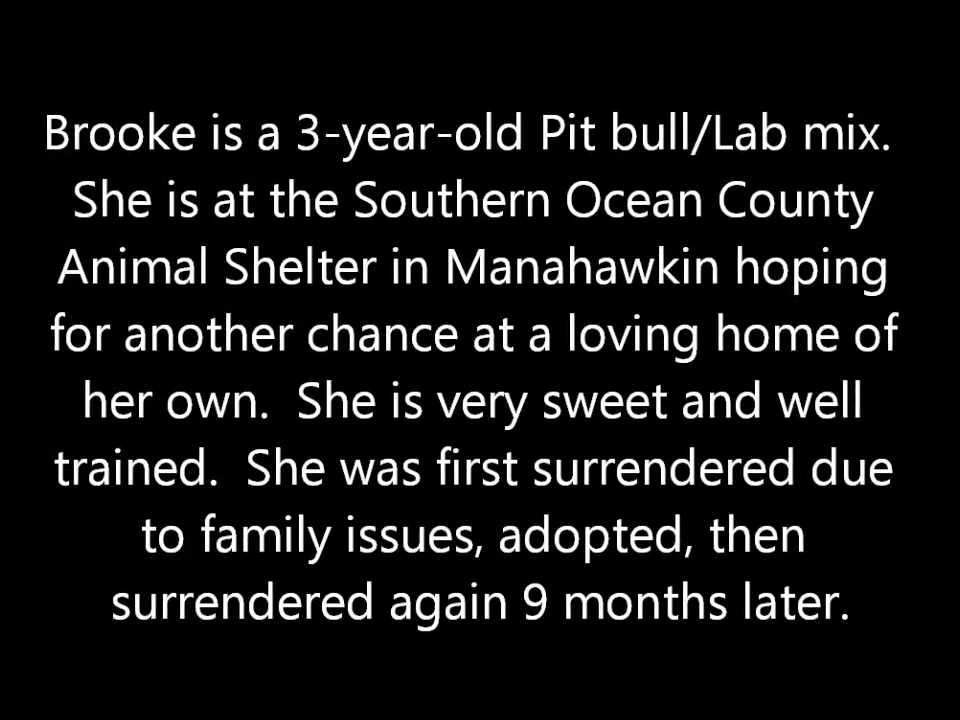 Brooke is a 3-year-old Pit bull/Lab mix.
She is at the Southern Ocean County
Animal Shelter in Manahawkin hoping
for another chance at a loving home of
her own.  She is very sweet and well
trained.  She was first surrendered due
to family issues, adopted, then
surrendered again 9 months later.